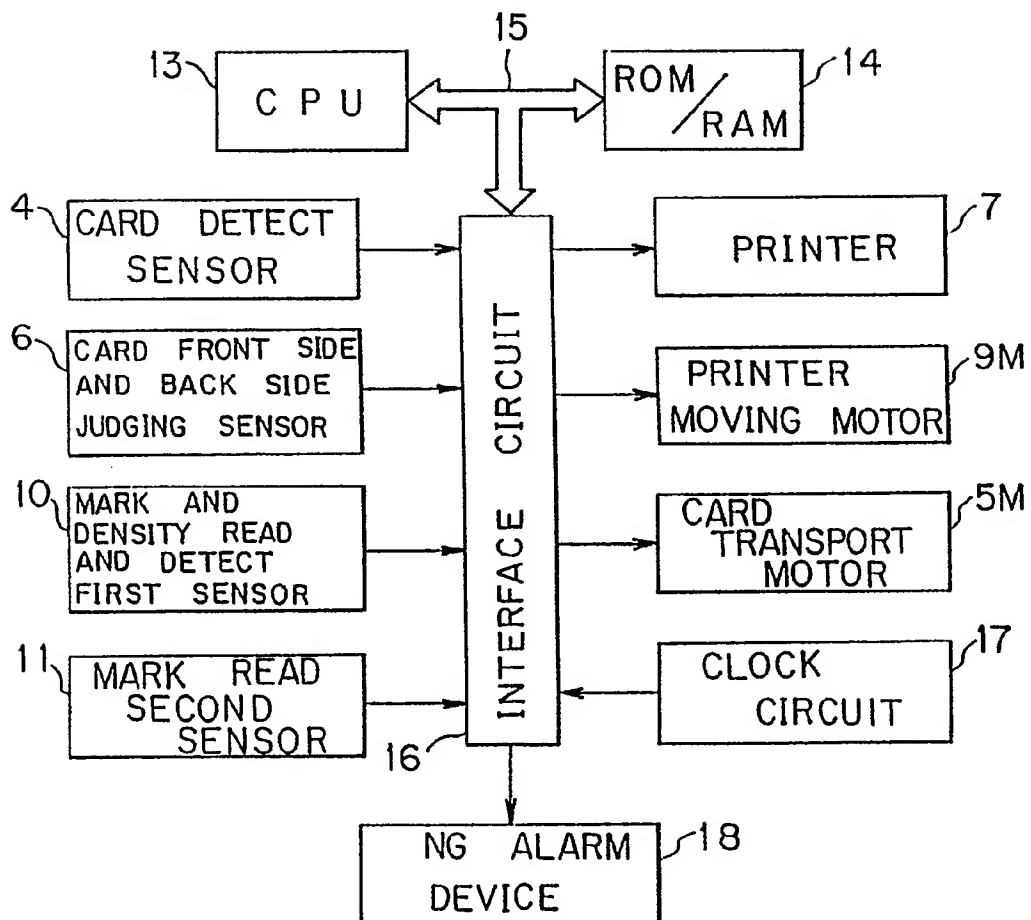 15
13
CPU
ROM
/
RAM
14
4
CARD DETECT
SENSOR
7
PRINTER
6
CARD FRONT SIDE
AND BACK SIDE
JUDGING SENSOR
INTERFACE CIRCUIT
9M
PRINTER
MOVING MOTOR
10
MARK AND
DENSITY READ
AND DETECT
FIRST SENSOR
5M
CARD
TRANSPORT
MOTOR
11
MARK READ
SECOND
SENSOR
17
CLOCK
CIRCUIT
16
NG ALARM
DEVICE
18